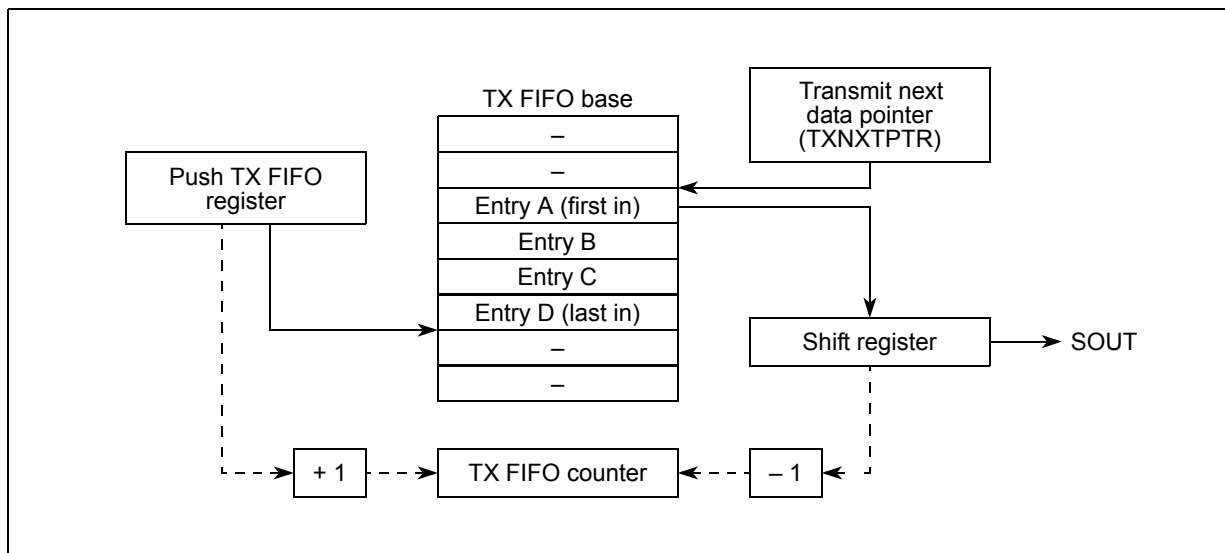 TX FIFO base
Transmit next
data pointer
(TXNXTPTR)
Push TX FIFO
register
–
–
Entry A (first in)
Entry B
Entry C
Entry D (last in)
–
–
Shift register
SOUT
+ 1
TX FIFO counter
– 1